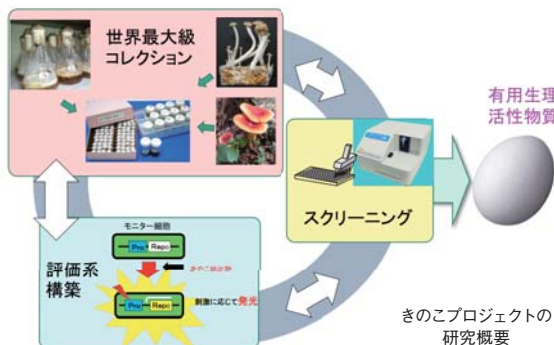 世界最大級
コレクション
有用生理
活性物質
スクリーニング
モニター細胞
Pro
Repo
評価系
構築
Pro
Repo
刺激に応じて発光
きのこプロジェクトの
研究概要